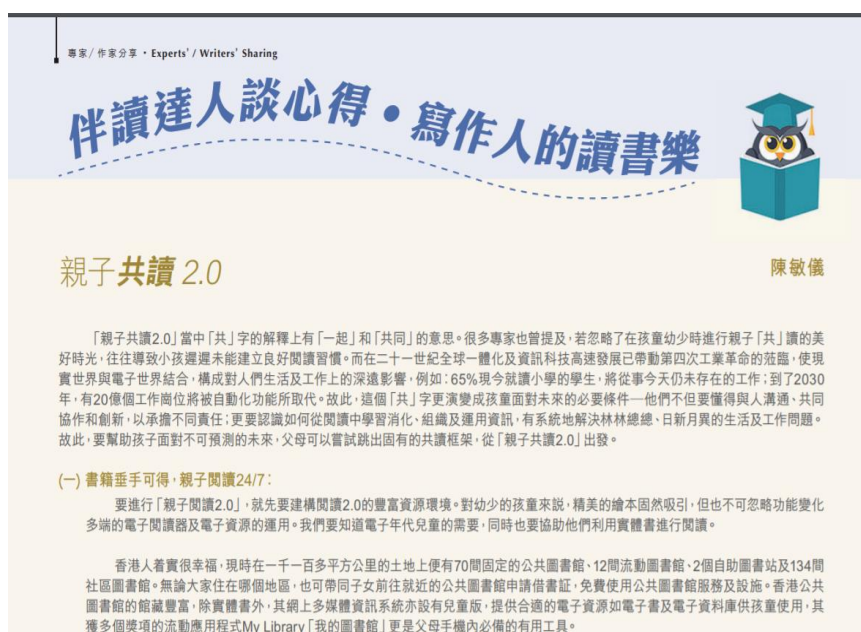 專家/ 作家分享 • Experts' / Writers' Sharing
伴讀達人談心得 • 寫作人的讀書樂
親子共讀 2.0
陳敏儀
「親子共讀2.0」當中「共」字的解釋上有「一起」和「共同」的意思。很多專家也曾提及，若忽略了在孩童幼少時進行親子「共」讀的美
好時光，往往導致小孩遲遲未能建立良好閱讀習慣。而在二十一世紀全球一體化及資訊科技高速發展已帶動第四次工業革命的蒞臨，使現
實世界與電子世界結合，構成對人們生活及工作上的深遠影響，例如：65%現今就讀小學的學生，將從事今天仍未存在的工作；到了2030
年，有20億個工作崗位將被自動化功能所取代。故此，這個「共」字更演變成孩童面對未來的必要條件—他們不但要懂得與人溝通、共同
協作和創新，以承擔不同責任；更要認識如何從閱讀中學習消化、組織及運用資訊，有系統地解決林林總總、日新月異的生活及工作問題。
故此，要幫助孩子面對不可預測的未來，父母可以嘗試跳出固有的共讀框架，從「親子共讀2.0」出發。
(一) 書籍垂手可得，親子閱讀24/7：
要進行「親子閱讀2.0」，就先要建構閱讀2.0的豐富資源環境。對幼少的孩童來說，精美的繪本固然吸引，但也不可忽略功能變化
多端的電子閱讀器及電子資源的運用。我們要知道電子年代兒童的需要，同時也要協助他們利用實體書進行閱讀。
香港人着實很幸福，現時在一千一百多平方公里的土地上便有70間固定的公共圖書館、12間流動圖書館、2個自助圖書站及134間
社區圖書館。無論大家住在哪個地區，也可帶同子女前往就近的公共圖書館申請借書証，免費使用公共圖書館服務及設施。香港公共
圖書館的館藏豐富，除實體書外，其網上多媒體資訊系統亦設有兒童版，提供合適的電子資源如電子書及電子資料庫供孩童使用，其
獲多個獎項的流動應用程式My Library「我的圖書館」更是父母手機內必備的有用工具。